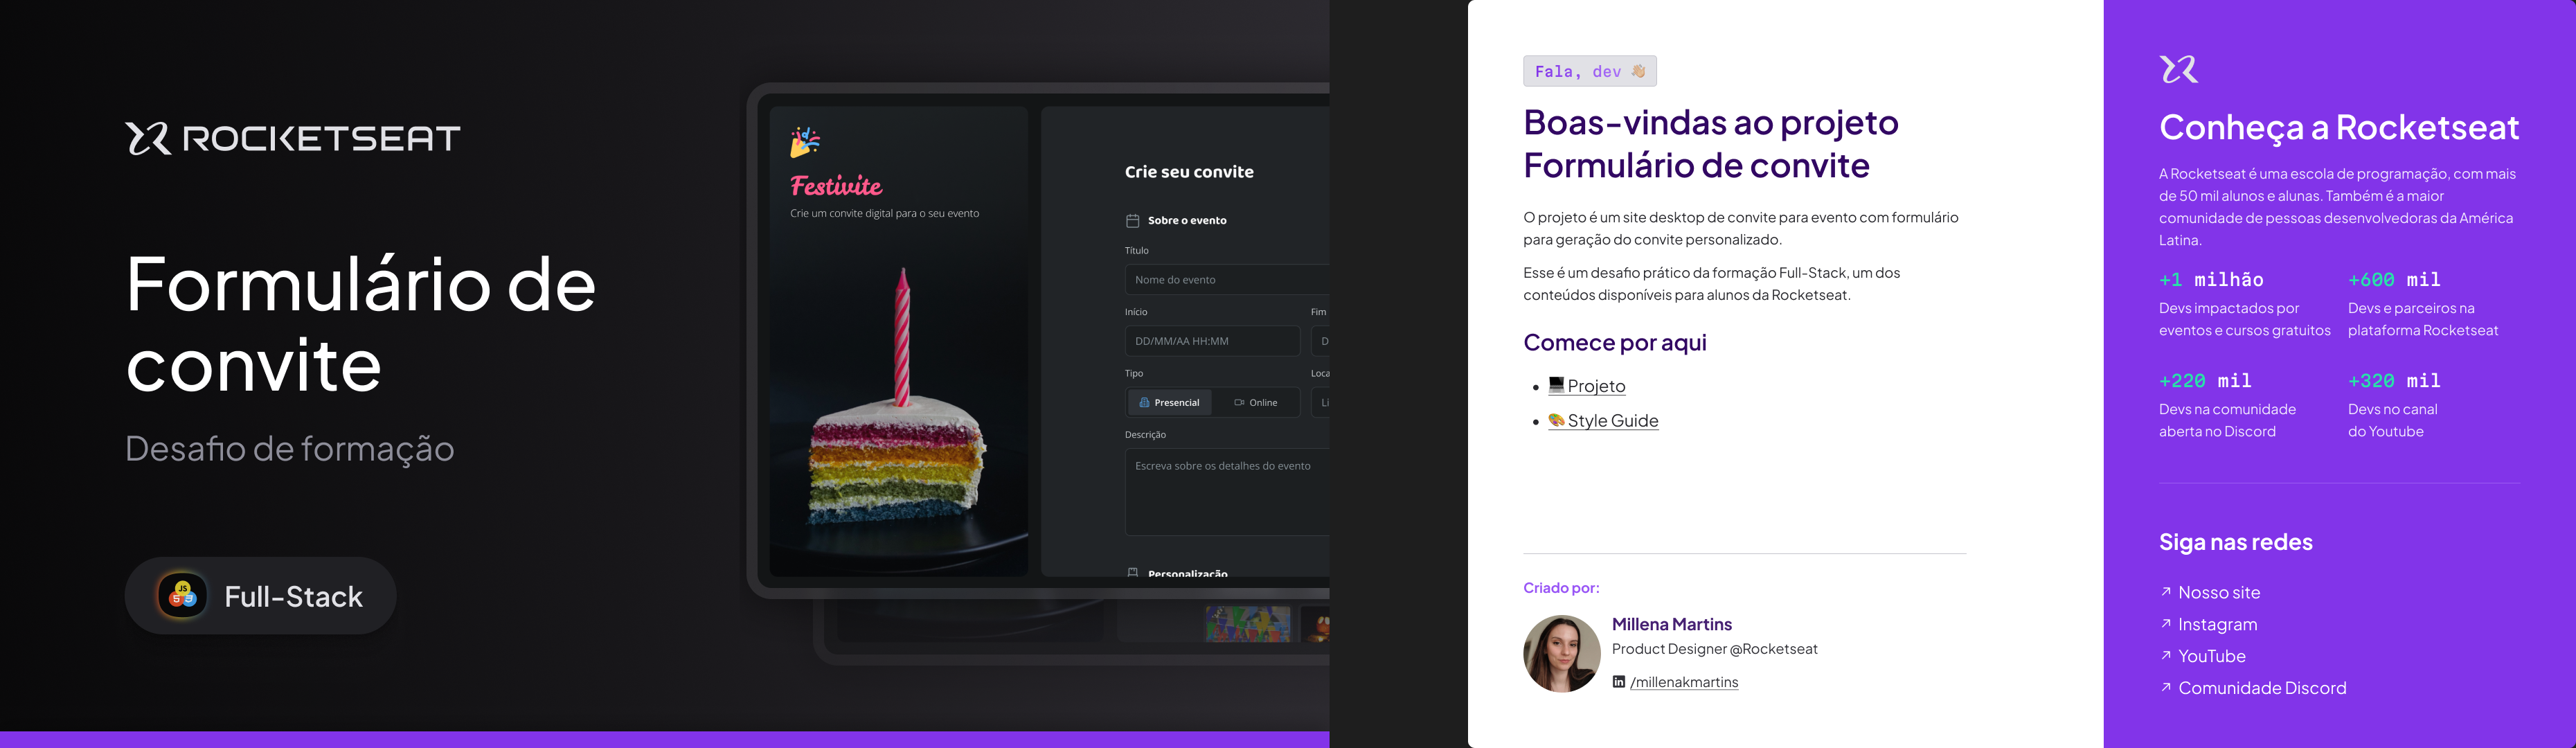 ROCKETSEAT
Formulário de
convite
Desafio de formação
JS
Full-Stack
Festivite
Crie um convite digital para o seu evento
Crie seu convite
Sobre o evento
Título
Nome do evento
Início
Fim
DD/MM/AA HH:MM
D
Tipo
Loca
Presencial
Online
Li
Descrição
Escreva sobre os detalhes do evento
Personalização
Fala, dev 👋🏼
Boas-vindas ao projeto
Formulário de convite
O projeto é um site desktop de convite para evento com formulário
para geração do convite personalizado.
Esse é um desafio prático da formação Full-Stack, um dos
conteúdos disponíveis para alunos da Rocketseat.
Comece por aqui
• 💻 Projeto
• 🎨 Style Guide
Criado por:
Millena Martins
Product Designer @Rocketseat
in /millenakmartins
Conheça a Rocketseat
A Rocketseat é uma escola de programação, com mais
de 50 mil alunos e alunas. Também é a maior
comunidade de pessoas desenvolvedoras da América
Latina.
+1 milhão
Devs impactados por
eventos e cursos gratuitos
+600 mil
Devs e parceiros na
plataforma Rocketseat
+220 mil
Devs na comunidade
aberta no Discord
+320 mil
Devs no canal
do Youtube
Siga nas redes
↗ Nosso site
↗ Instagram
↗ YouTube
↗ Comunidade Discord